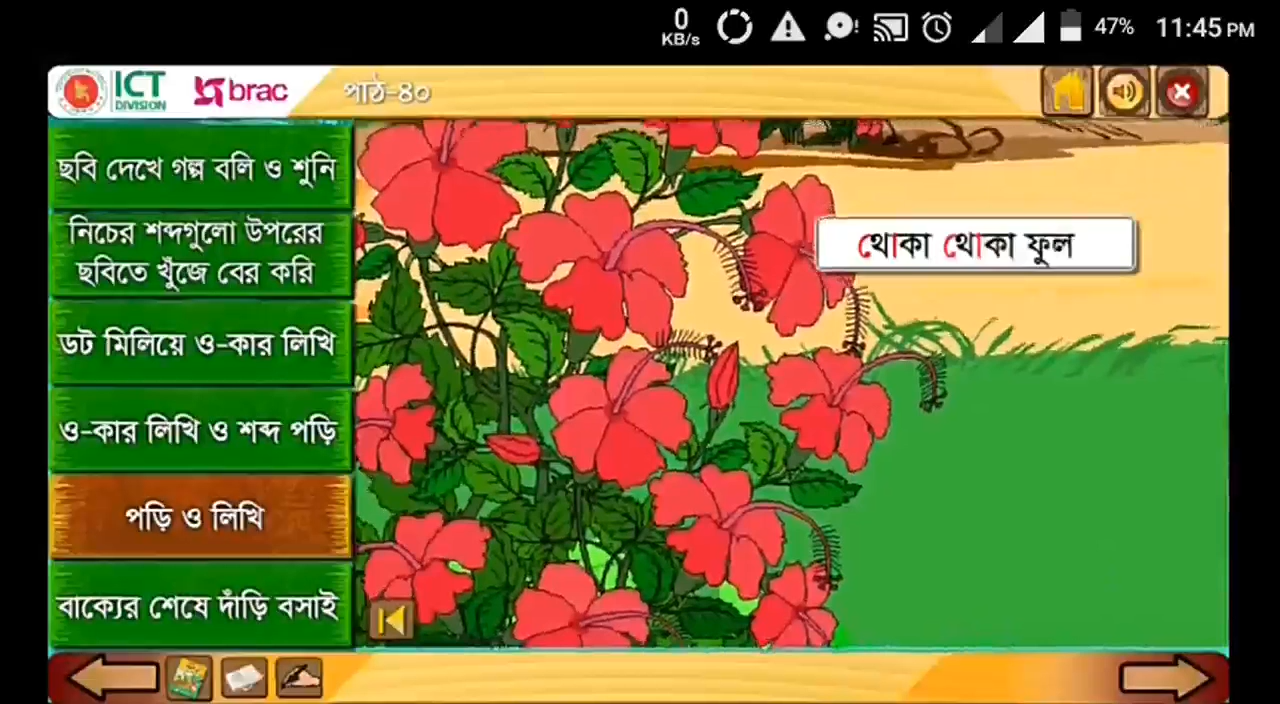 0
KB/s
47%
11:45 PM
ICT
DIVISION
brac
পাঠ-৪০
ছবি দেখে গল্প বলি ও শুনি
নিচের শব্দগুলো উপরের
ছবিতে খুঁজে বের করি
ডট মিলিয়ে ও-কার লিখি
ও-কার লিখি ও শব্দ পড়ি
পড়ি ও লিখি
বাক্যের শেষে দাঁড়ি বসাই
থোকা থোকা ফুল